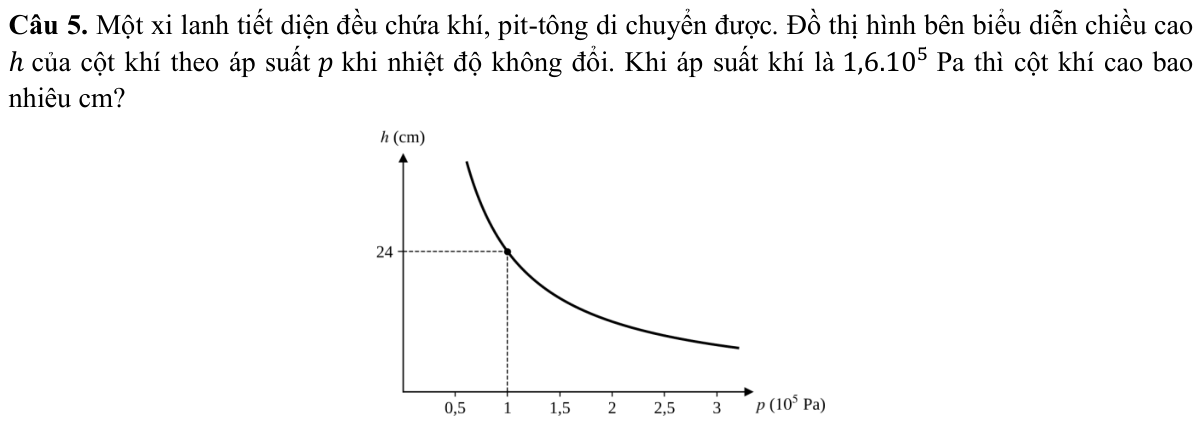 Câu 5. Một xi lanh tiết diện đều chứa khí, pit-tông di chuyển được. Đồ thị hình bên biểu diễn chiều cao
h của cột khí theo áp suất p khi nhiệt độ không đổi. Khi áp suất khí là 1,6.10⁵ Pa thì cột khí cao bao
nhiêu cm?
h (cm)
24
0,5 1 1,5 2 2,5 3 p (10⁵ Pa)